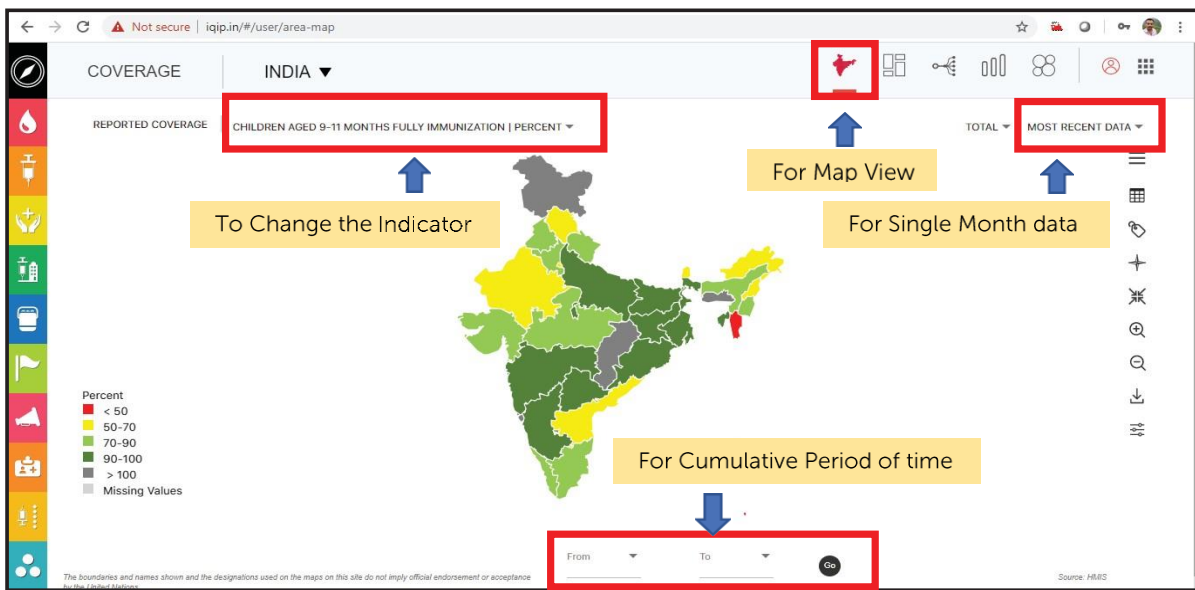 Not secure | iqip.in/#/user/area-map
COVERAGE
INDIA ▼
REPORTED COVERAGE
CHILDREN AGED 9-11 MONTHS FULLY IMMUNIZATION | PERCENT
TOTAL
MOST RECENT DATA
For Map View
To Change the Indicator
For Single Month data
Percent
< 50
50-70
70-90
90-100
> 100
Missing Values
For Cumulative Period of time
From
To
Go
The boundaries and names shown and the designations used on the maps on this site do not imply official endorsement or acceptance
by the United Nations
Source: HMIS